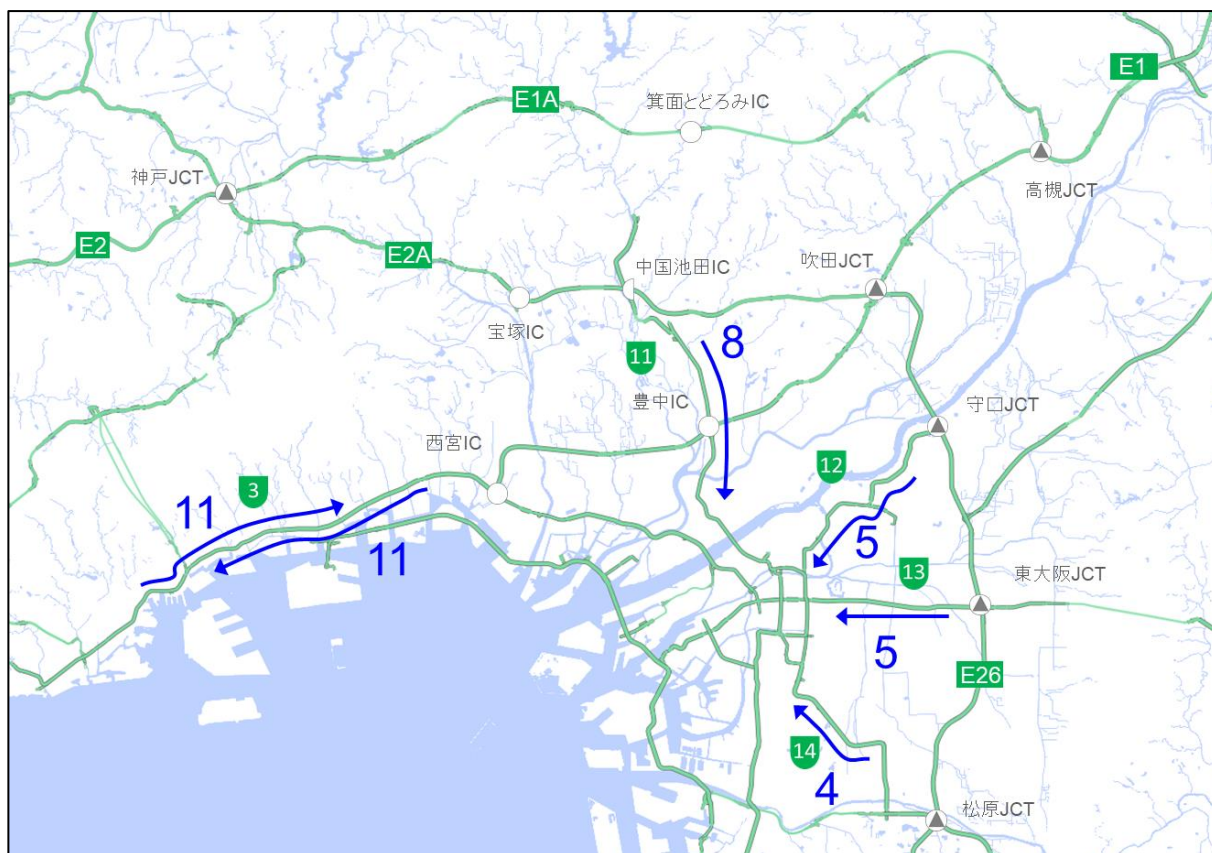 E1
E1A
箕面とどろみIC
神戸JCT
高槻JCT
E2
E2A
中国池田IC
吹田JCT
宝塚IC
11
8
豊中IC
守口JCT
西宮IC
12
3
11
5
11
13
東大阪JCT
5
E26
14
4
松原JCT